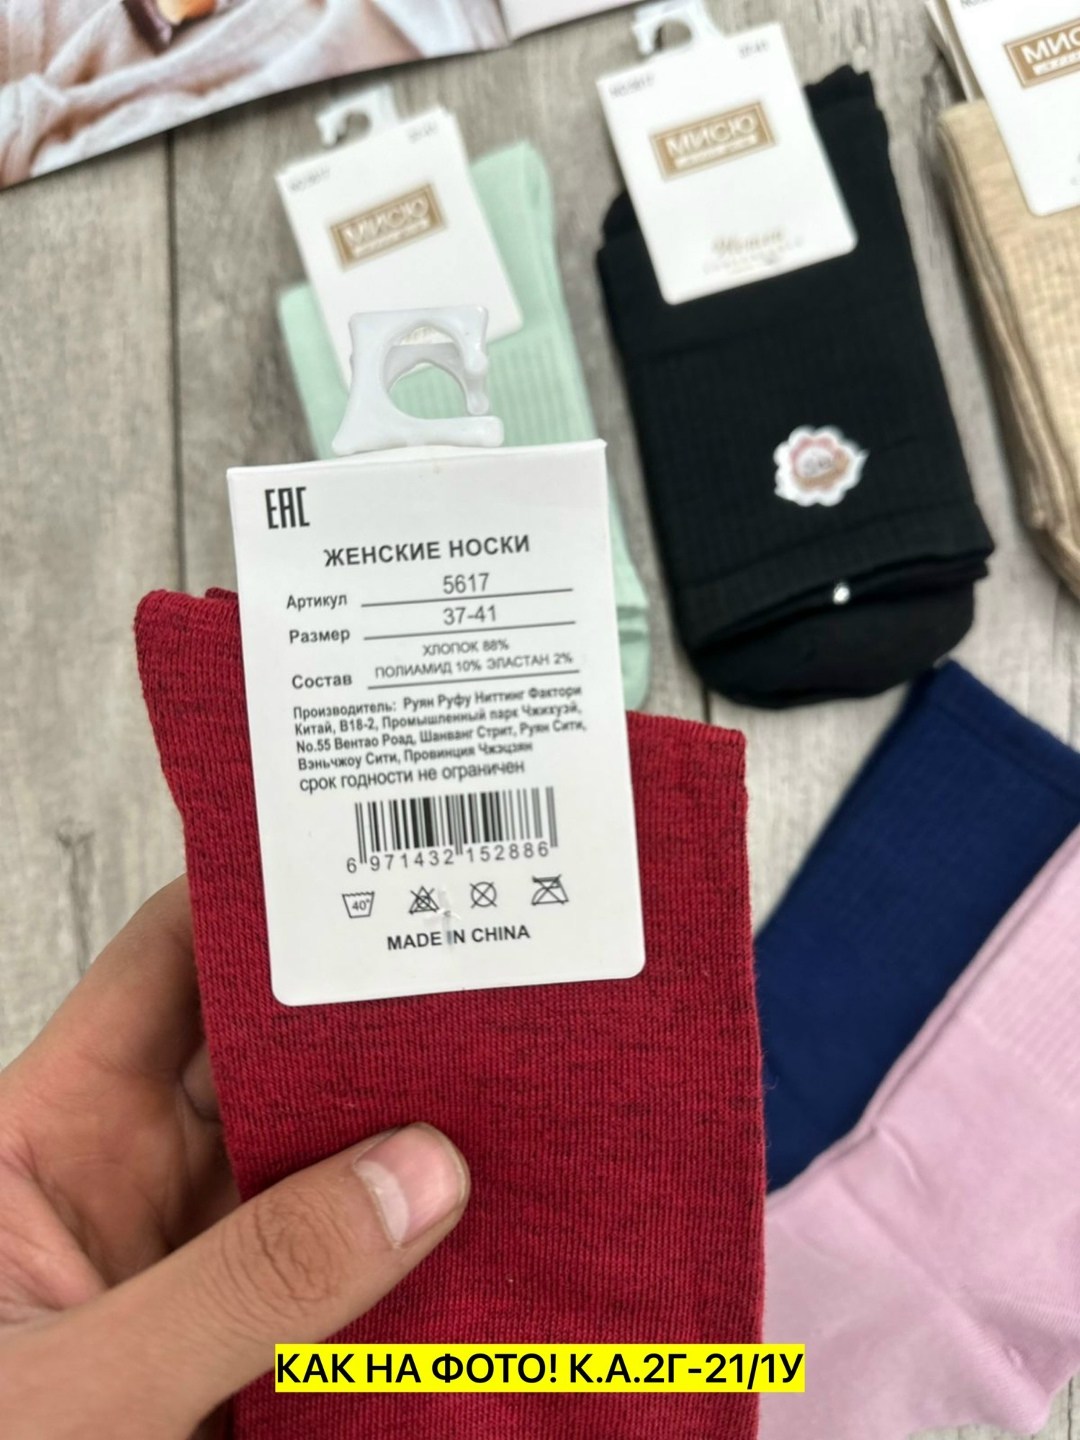 МИСЮ
МИСЮ
EAC
ЖЕНСКИЕ НОСКИ
Артикул 5617
Размер 37-41
Состав ХЛОПОК 88%
ПОЛИАМИД 10% ЭЛАСТАН 2%
Производитель: Руян Руфу Ниттинг Фактори
Китай, В18-2, Промышленный парк Чжихуэй,
No.55 Вентао Роад, Шанванг Стрит, Руян Сити,
Вэньчжоу Сити, Провинция Чжэцзян
срок годности не ограничен
6 971432 152886
40°
MADE IN CHINA
КАК НА ФОТО! К.А.2Г-21/1У